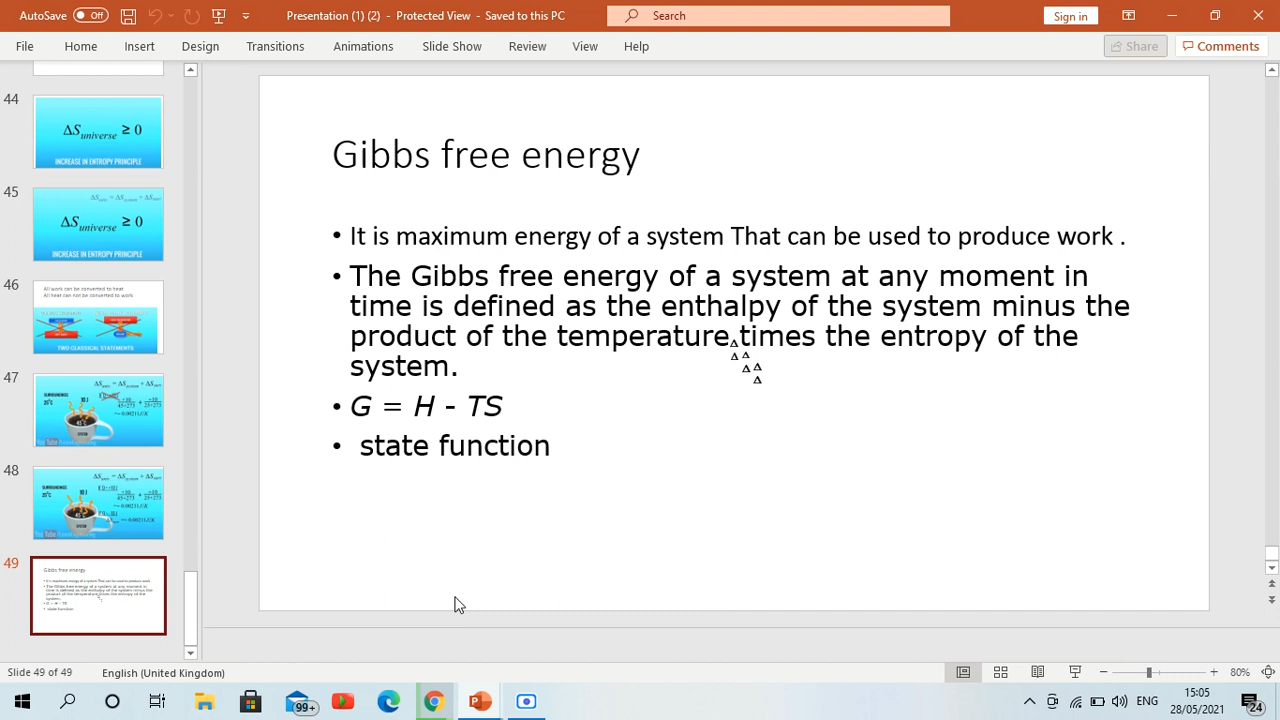 AutoSave Off Presentation (1) (2) - Protected View - Saved to this PC Search Sign in
File Home Insert Design Transitions Animations Slide Show Review View Help Share Comments
44
ΔSuniverse ≥ 0
INCREASE IN ENTROPY PRINCIPLE
45
ΔSuniverse ≥ 0
INCREASE IN ENTROPY PRINCIPLE
46
All work can be converted to heat
All heat can not be converted to work
TWO CLASSICAL STATEMENTS
47
48
49
Gibbs free energy
• It is maximum energy of a system That can be used to produce work .
• The Gibbs free energy of a system at any moment in
time is defined as the enthalpy of the system minus the
product of the temperature times the entropy of the
system.
Δ
Δ Δ
Δ Δ
Δ
• G = H - TS
• state function
Slide 49 of 49 English (United Kingdom) 80%
99+ ENG 15:05
28/05/2021 24